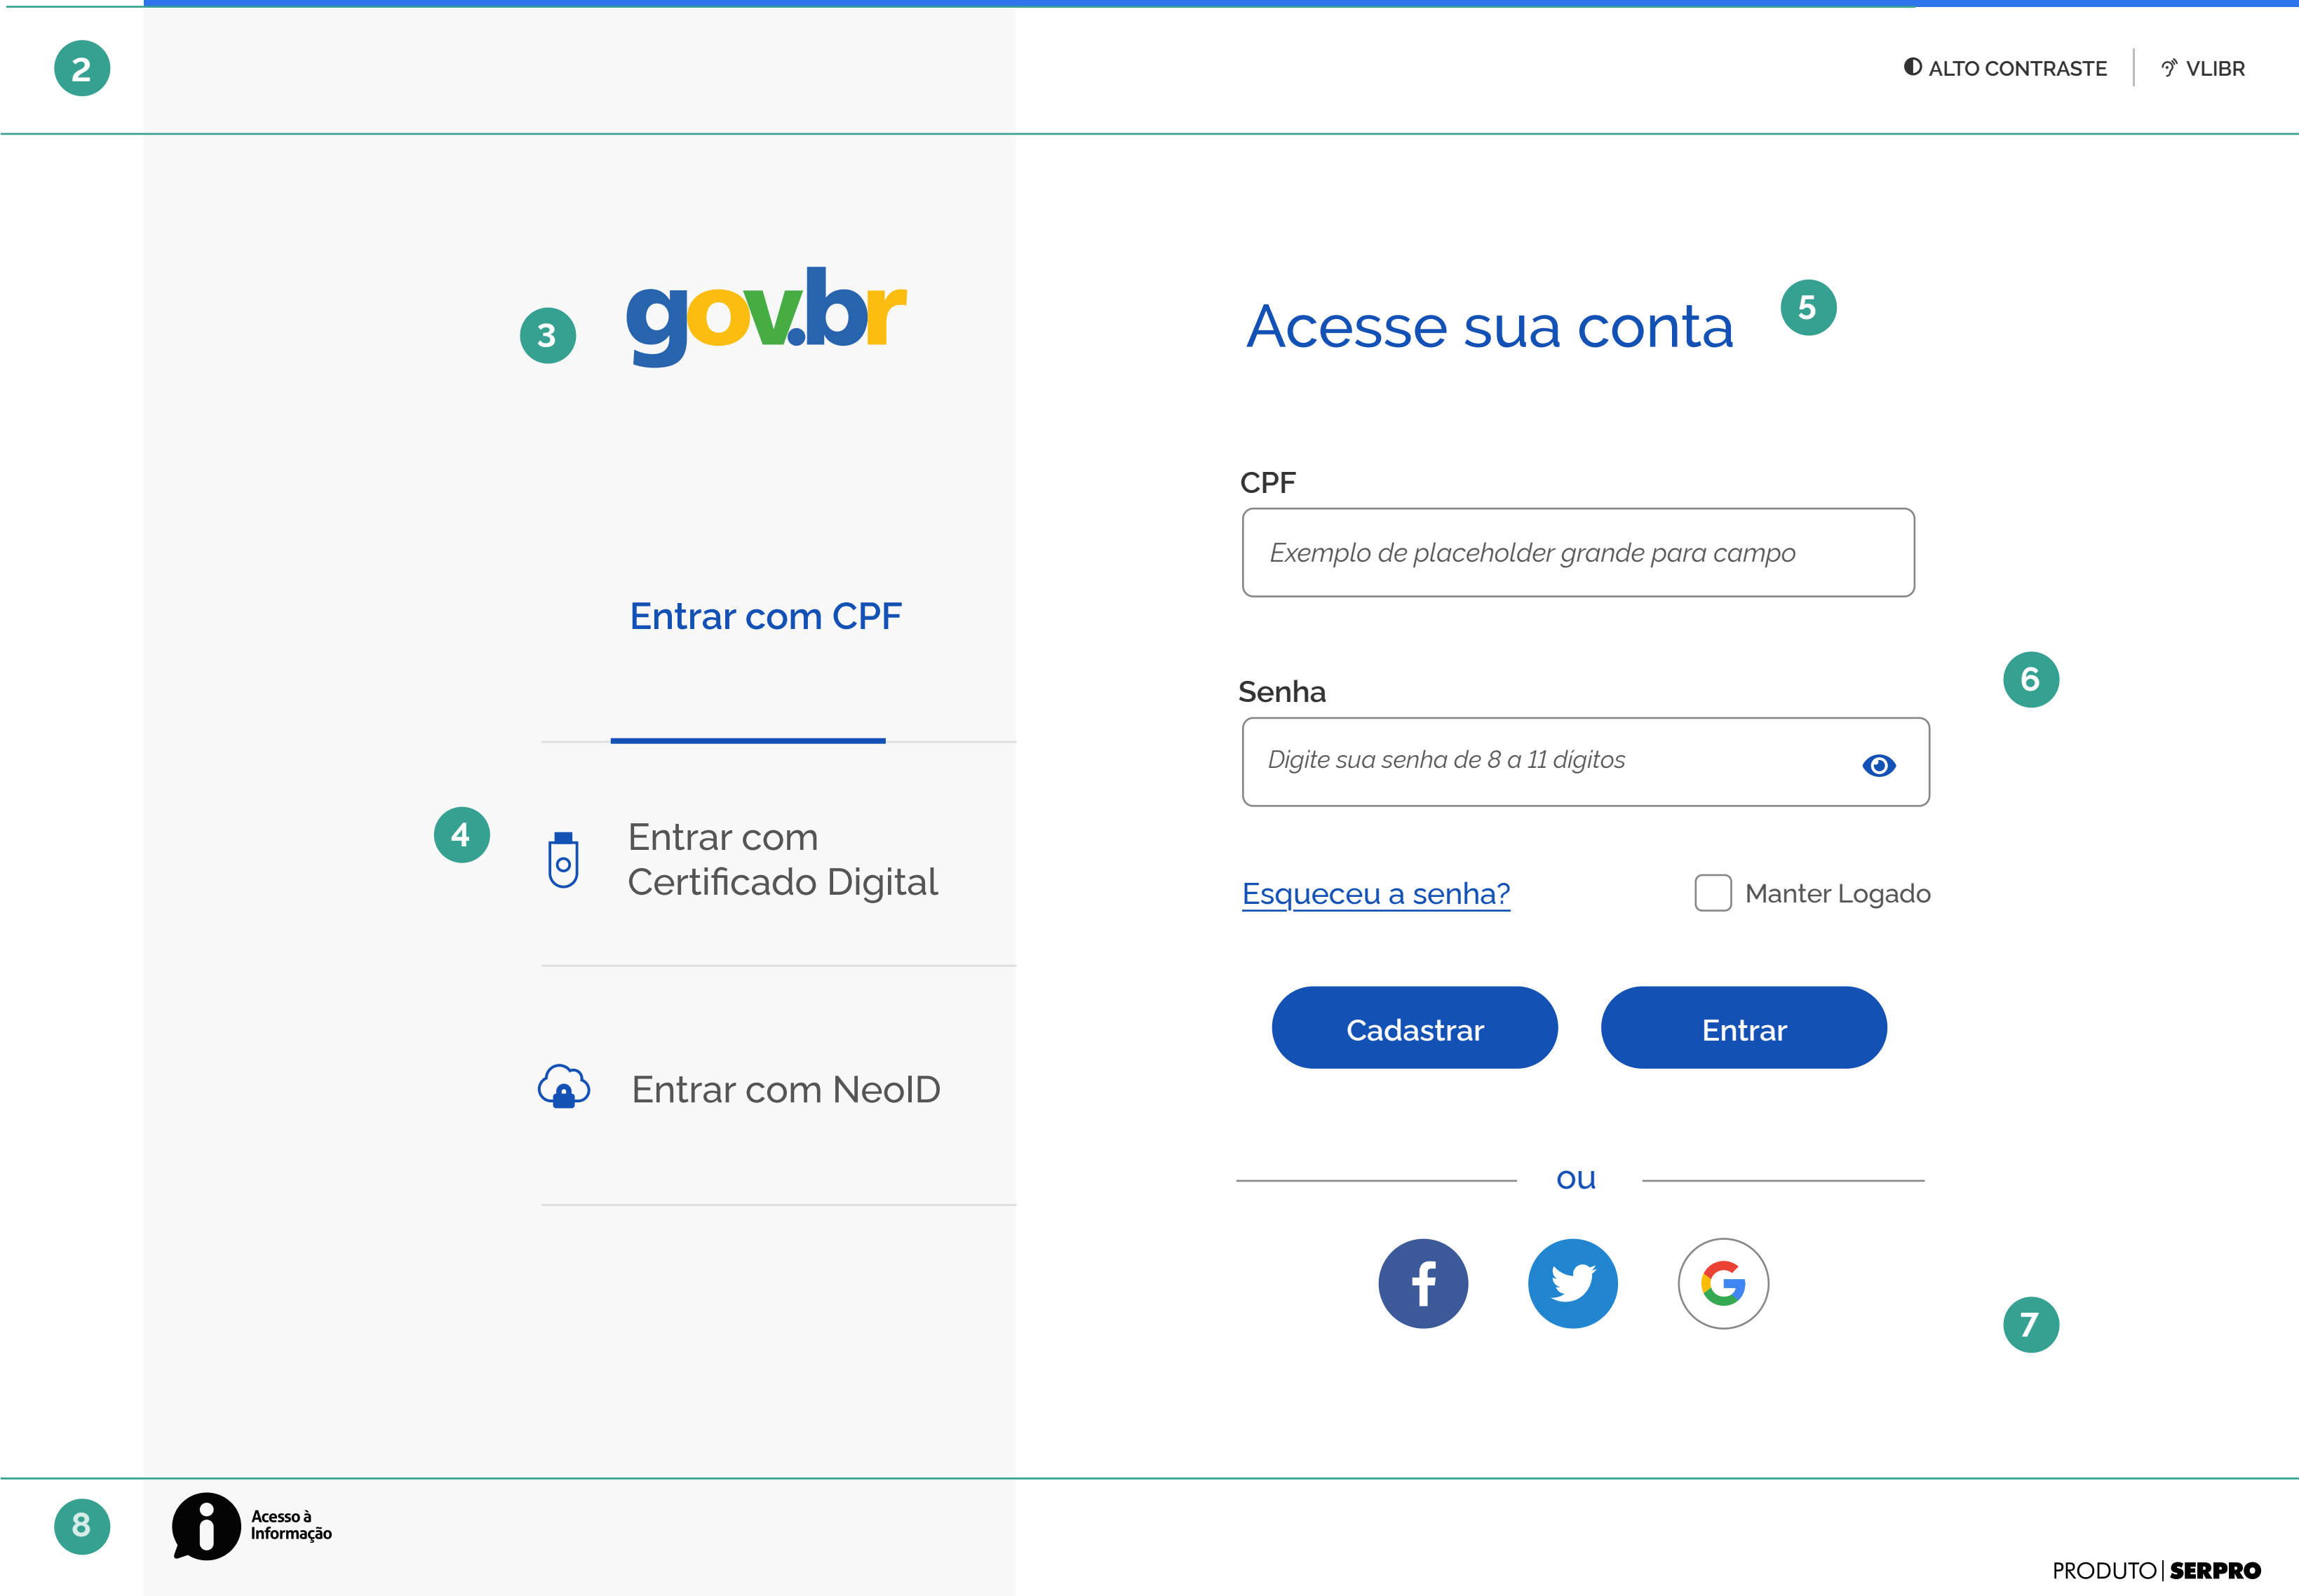 2
ALTO CONTRASTE
VLIBR
3
gov.br
Acesse sua conta
5
CPF
Exemplo de placeholder grande para campo
Entrar com CPF
6
Senha
Digite sua senha de 8 a 11 dígitos
4
Entrar com
Certificado Digital
Esqueceu a senha?
Manter Logado
Cadastrar
Entrar
Entrar com NeoID
ou
f
G
7
8
i
Acesso à
Informação
PRODUTO | SERPRO